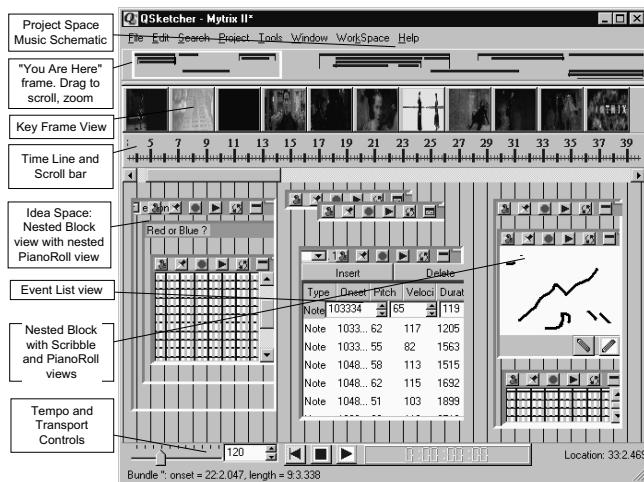 Project Space
Music Schematic
"You Are Here"
frame. Drag to
scroll, zoom
Key Frame View
Time Line and
Scroll bar
Idea Space:
Nested Block
view with nested
PianoRoll view
Event List view
Nested Block
with Scribble
and PianoRoll
views
Tempo and
Transport
Controls
QSketcher - Mytrix II*
File Edit Search Project Tools Window WorkSpace Help
5 7 9 11 13 15 17 19 21 23 25 27 29 31 33 35 37 39
Red or Blue ?
Insert Delete
Type Onset Pitch Veloci Durat
Note 103334 65 119
Note 1033... 62 117 1205
Note 1033... 55 82 1563
Note 1048... 58 113 1515
Note 1048... 62 115 1692
Note 1048... 51 103 1899
120
Location: 33:2.469
Bundle ": onset = 22:2.047, length = 9:3.338